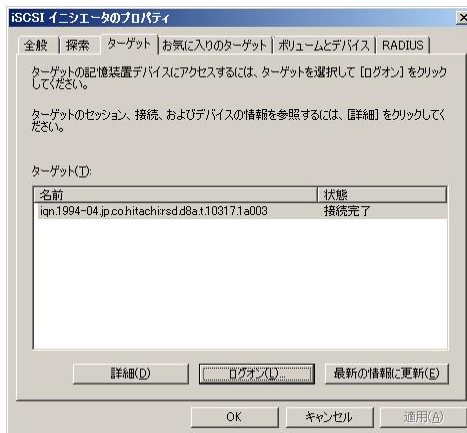 iSCSI イニシエータのプロパティ
全般 探索 ターゲット お気に入りのターゲット ボリュームとデバイス RADIUS
ターゲットの記憶装置デバイスにアクセスするには、ターゲットを選択して [ログオン] をクリック
してください。
ターゲットのセッション、接続、およびデバイスの情報を参照するには、[詳細] をクリックしてく
ださい。
ターゲット(T):
名前 状態
iqn.1994-04.jp.co.hitachi:rsd.d8a.t.10317.1a003 接続完了
詳細(D) ログオン(L)... 最新の情報に更新(E)
OK キャンセル 適用(A)